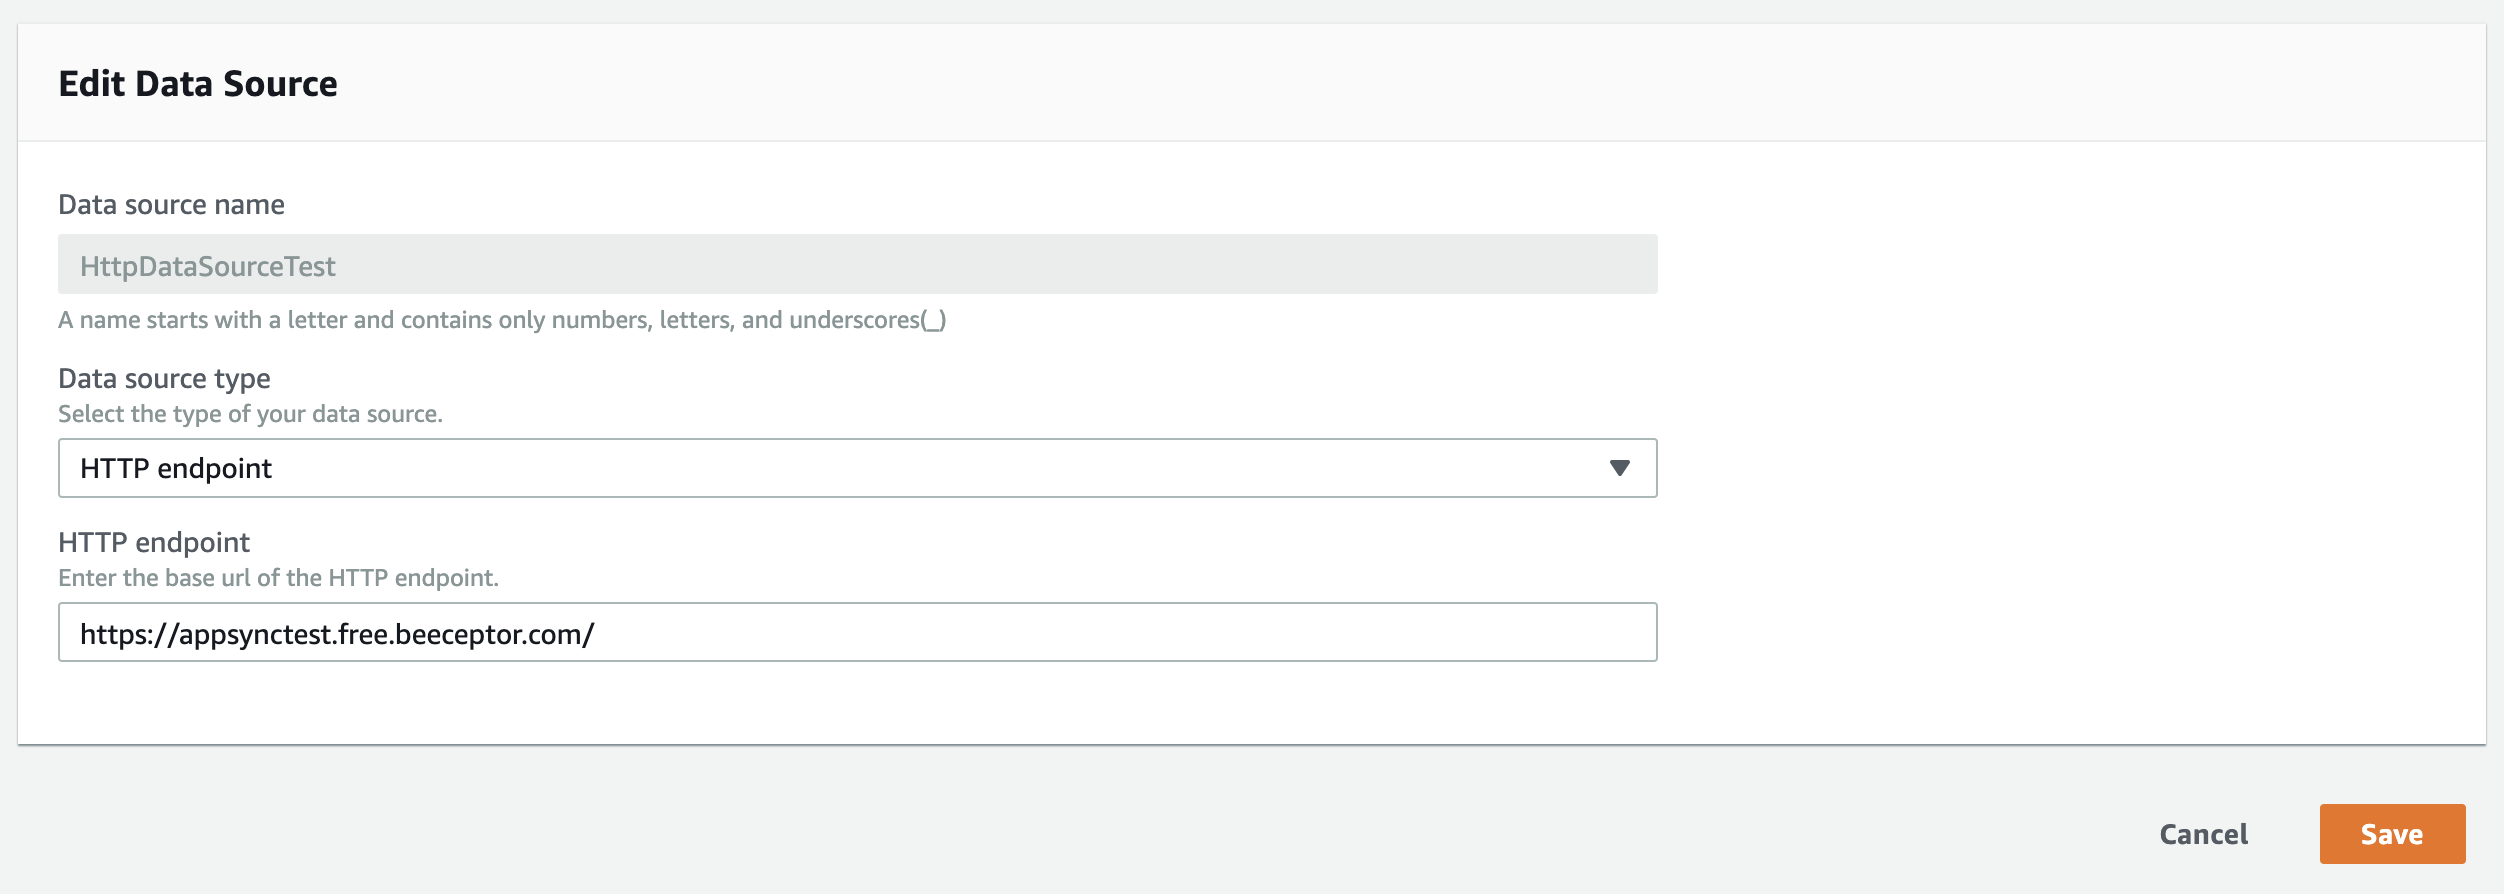 Edit Data Source
Data source name
HttpDataSourceTest
A name starts with a letter and contains only numbers, letters, and underscores(_)
Data source type
Select the type of your data source.
HTTP endpoint
HTTP endpoint
Enter the base url of the HTTP endpoint.
https://appsynctest.free.beeceptor.com/
Cancel
Save